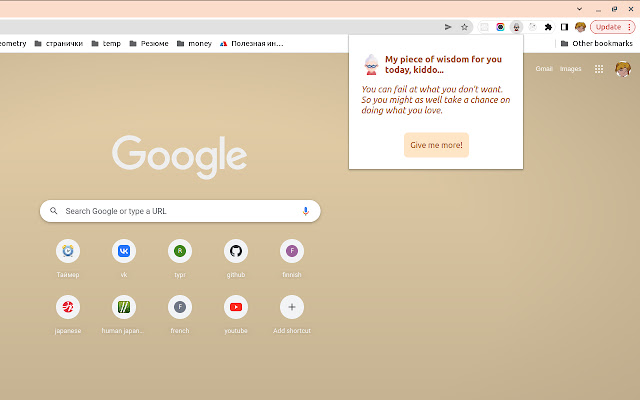 Update
eometry странички temp Резюме money Полезная ин... Other bookmarks
My piece of wisdom for you
today, kiddo...
You can fail at what you don't want.
So you might as well take a chance on
doing what you love.
Give me more!
Gmail Images
Google
Search Google or type a URL
Таймер vk typr github finnish
R F
japanese human japan... french youtube Add shortcut
F